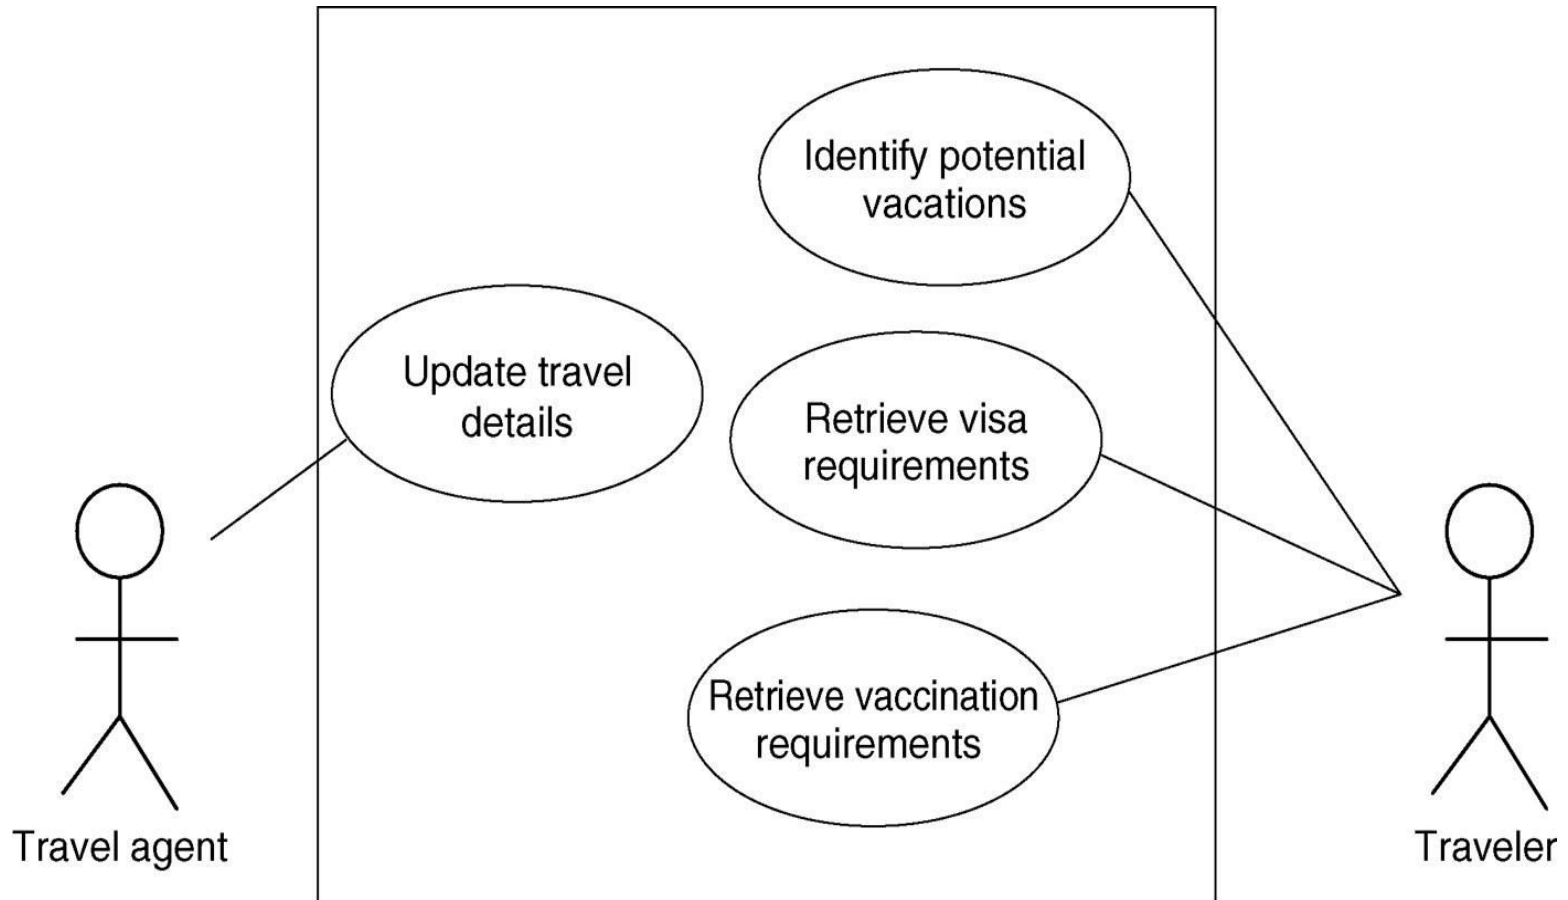 Identify potential
vacations
Update travel
details
Retrieve visa
requirements
Retrieve vaccination
requirements
Travel agent
Traveler